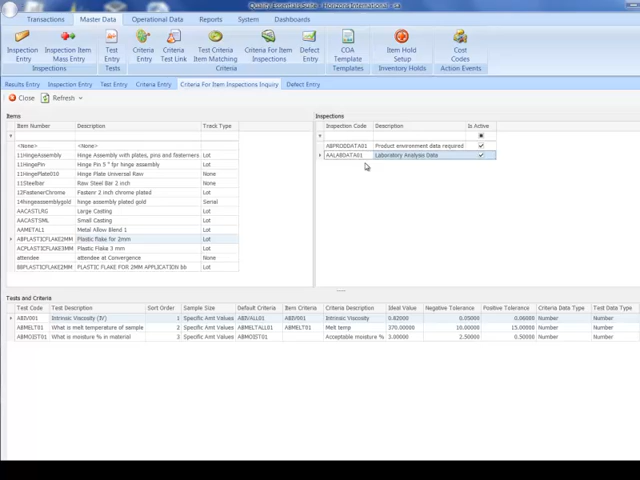 Quality Essentials Suite - Horizons International - sa
Transactions Master Data Operational Data Reports System Dashboards
Inspection Entry Inspection Item Mass Entry Test Entry Criteria Entry Criteria Test Link Test Criteria Item Matching Criteria For Item Inspections Defect Entry COA Template Item Hold Setup Cost Codes
Inspections Tests Criteria Templates Inventory Holds Action Events
Results Entry Inspection Entry Test Entry Criteria Entry Criteria For Item Inspections Inquiry Defect Entry
Close Refresh
Items
Item Number Description Track Type
<None> <None>
11HingeAssembly Hinge Assembly with plates, pins and fasteners Lot
11HingePin Hinge Pin 5 " fpr hinge assembly Lot
11HingePlate010 Hinge Plate Universal Raw None
11Steelbar Raw Steel Bar 2 inch None
12FastenerChroma Fastenr 2 inch chrome plated Lot
14hingeassemblygold Hinge assembly gold plated Serial
AACASTLRG Large Casting Lot
AACASTSML Small Casting Lot
AAMETAL1 Metal Allow Blend 1 Lot
ABPLASTICFLAKE2MM Plastic flake for 2mm Lot
ACPLASTICFLAKE3MM Plastic Flake 3 mm Lot
attendee attendee at Convergence None
BBPLASTICFLAKE2MM PLASTIC FLAKE FOR 2MM APPLICATION Lot
Inspections
Inspection Code Description Is Active
ABPRODDATA01 Product environment data required
AALABDATA01 Laboratory Analysis Data
Tests and Criteria
Test Code Test Description Sort Order Sample Size Default Criteria Item Criteria Criteria Description Ideal Value Negative Tolerance Positive Tolerance Criteria Data Type Test Data Type
ABIV001 Intrinsic Viscosity (IV) 1 Specific Amt Values ABIVALL01 ABIV01 Intrinsic Viscosity 0.82000 0.05000 0.06000 Number Number
ABMELT01 What is melt temperature of sample 2 Specific Amt Values ABMELTALL01 ABMELT01 Melt temp 370.00000 10.00000 15.00000 Number Number
ABMOIST01 What is moisture % in material 3 Specific Amt Values ABMOIST01 Acceptable moisture % 3.00000 2.50000 0.50000 Number Number